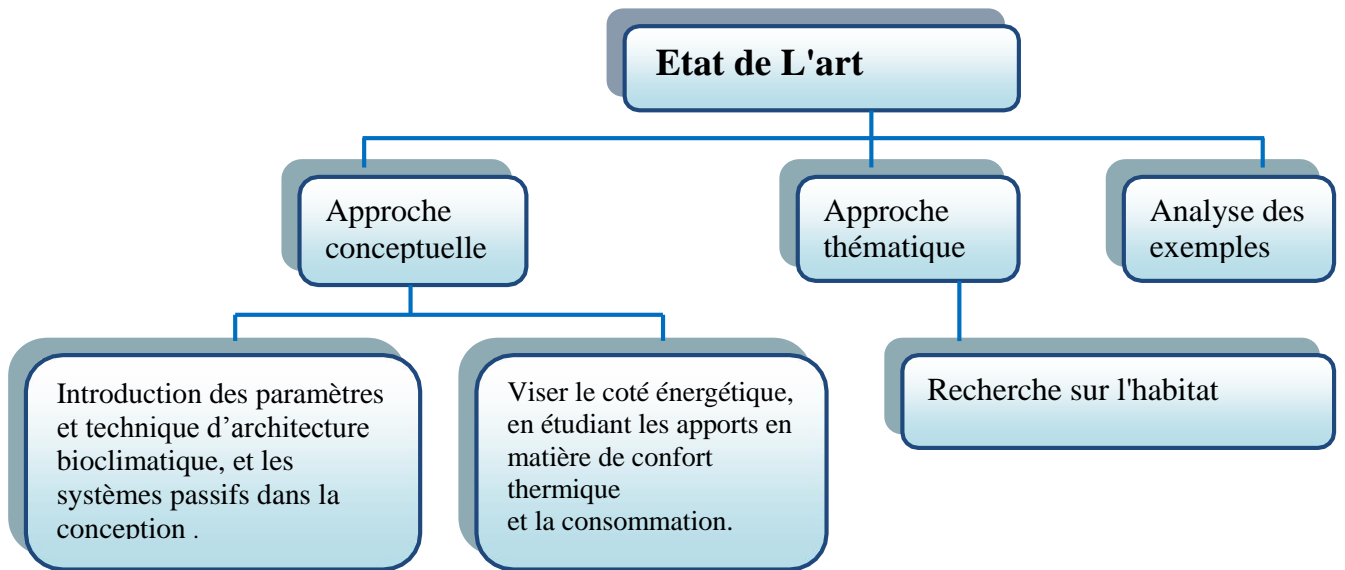 Etat de L'art
Approche
conceptuelle
Approche
thématique
Analyse des
exemples
Introduction des paramètres
et technique d’architecture
bioclimatique, et les
systèmes passifs dans la
conception .
Viser le coté énergétique,
en étudiant les apports en
matière de confort
thermique
et la consommation.
Recherche sur l'habitat